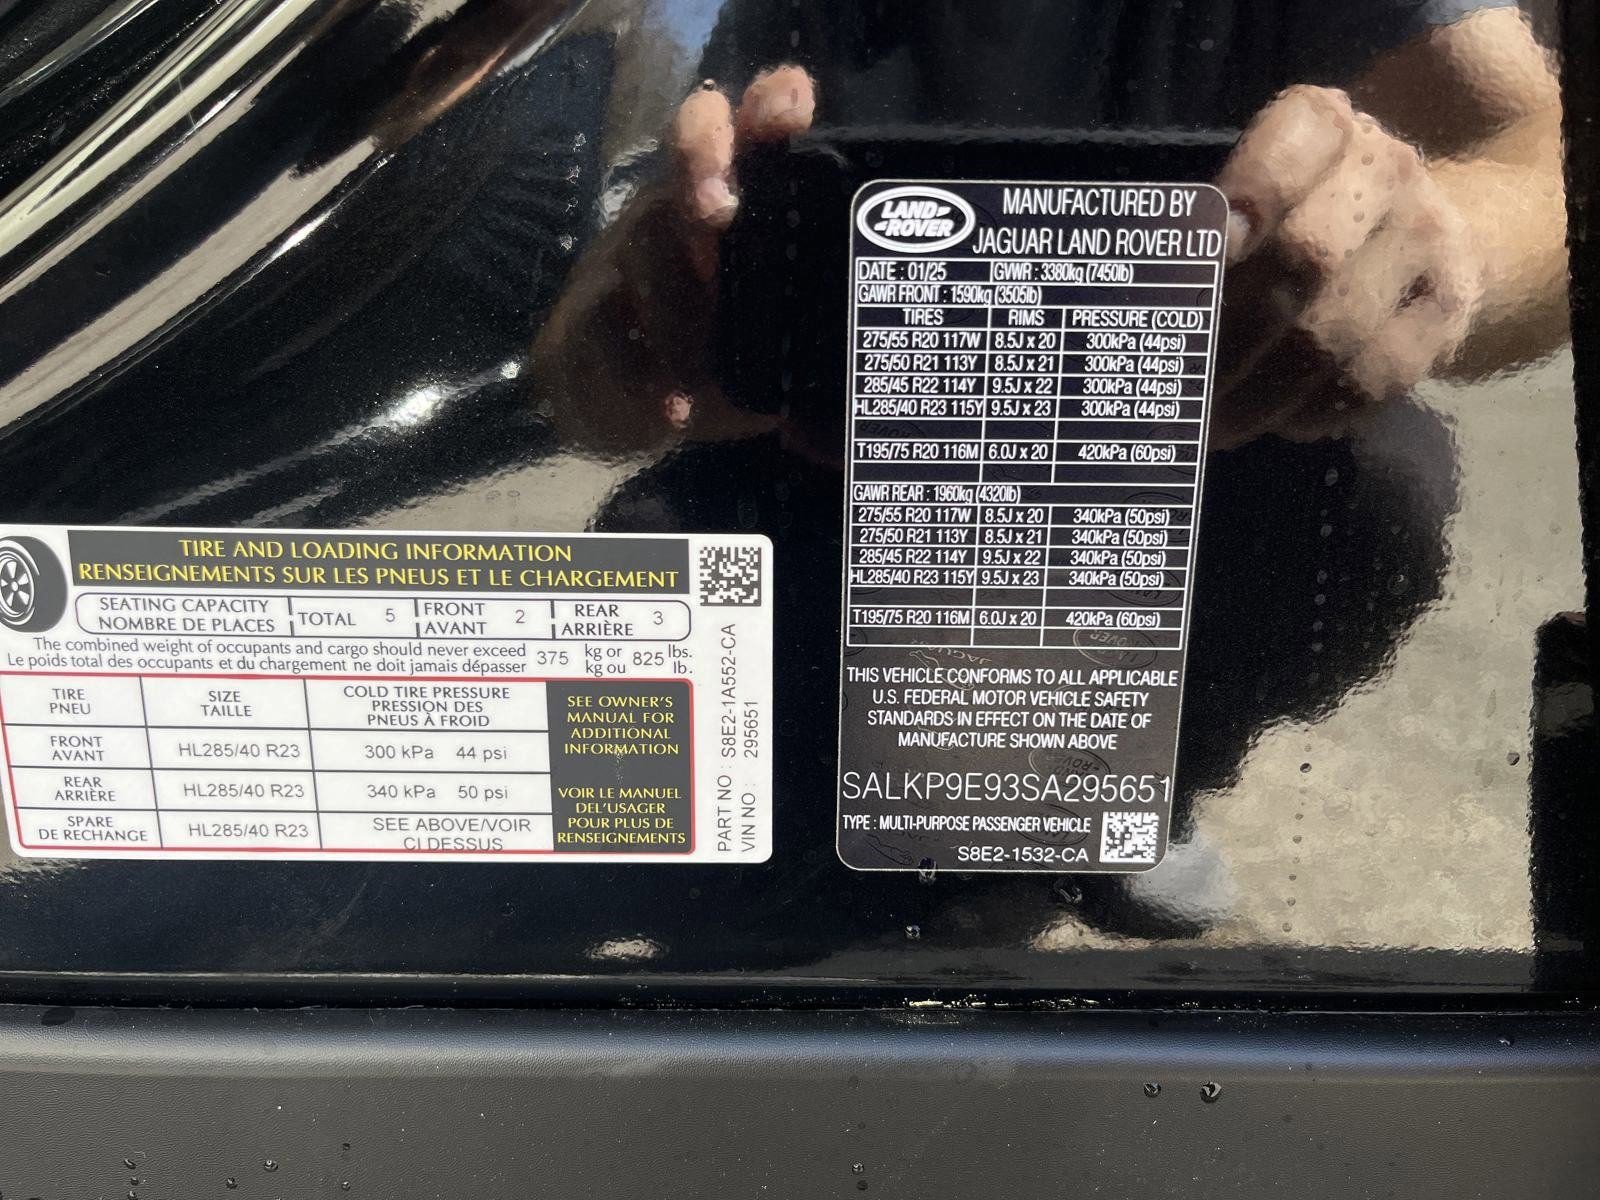 TIRE AND LOADING INFORMATION
RENSEIGNEMENTS SUR LES PNEUS ET LE CHARGEMENT
SEATING CAPACITY
NOMBRE DE PLACES
TOTAL 5
FRONT
AVANT 2
REAR
ARRIÈRE 3
The combined weight of occupants and cargo should never exceed 375 kg or 825 lbs.
Le poids total des occupants et du chargement ne doit jamais dépasser kg ou lb.
TIRE
PNEU
SIZE
TAILLE
COLD TIRE PRESSURE
PRESSION DES
PNEUS À FROID
FRONT
AVANT
HL285/40 R23
300 kPa 44 psi
REAR
ARRIÈRE
HL285/40 R23
340 kPa 50 psi
SPARE
DE RECHANGE
HL285/40 R23
SEE ABOVE/VOIR
CI DESSUS
SEE OWNER'S
MANUAL FOR
ADDITIONAL
INFORMATION
VOIR LE MANUEL
DEL'USAGER
POUR PLUS DE
RENSEIGNEMENTS
PART NO : S8E2-1A552-CA
VIN NO : 295651
LAND ROVER
MANUFACTURED BY
JAGUAR LAND ROVER LTD
DATE : 01/25 GVWR : 3380kg (7450lb)
GAWR FRONT : 1590kg (3505lb)
TIRES RIMS PRESSURE (COLD)
275/55 R20 117W 8.5J x 20 300kPa (44psi)
275/50 R21 113Y 8.5J x 21 300kPa (44psi)
285/45 R22 114Y 9.5J x 22 300kPa (44psi)
HL285/40 R23 115Y 9.5J x 23 300kPa (44psi)
T195/75 R20 116M 6.0J x 20 420kPa (60psi)
GAWR REAR : 1960kg (4320lb)
275/55 R20 117W 8.5J x 20 340kPa (50psi)
275/50 R21 113Y 8.5J x 21 340kPa (50psi)
285/45 R22 114Y 9.5J x 22 340kPa (50psi)
HL285/40 R23 115Y 9.5J x 23 340kPa (50psi)
T195/75 R20 116M 6.0J x 20 420kPa (60psi)
THIS VEHICLE CONFORMS TO ALL APPLICABLE
U.S. FEDERAL MOTOR VEHICLE SAFETY
STANDARDS IN EFFECT ON THE DATE OF
MANUFACTURE SHOWN ABOVE
SALKP9E93SA295651
TYPE : MULTI-PURPOSE PASSENGER VEHICLE
S8E2-1532-CA